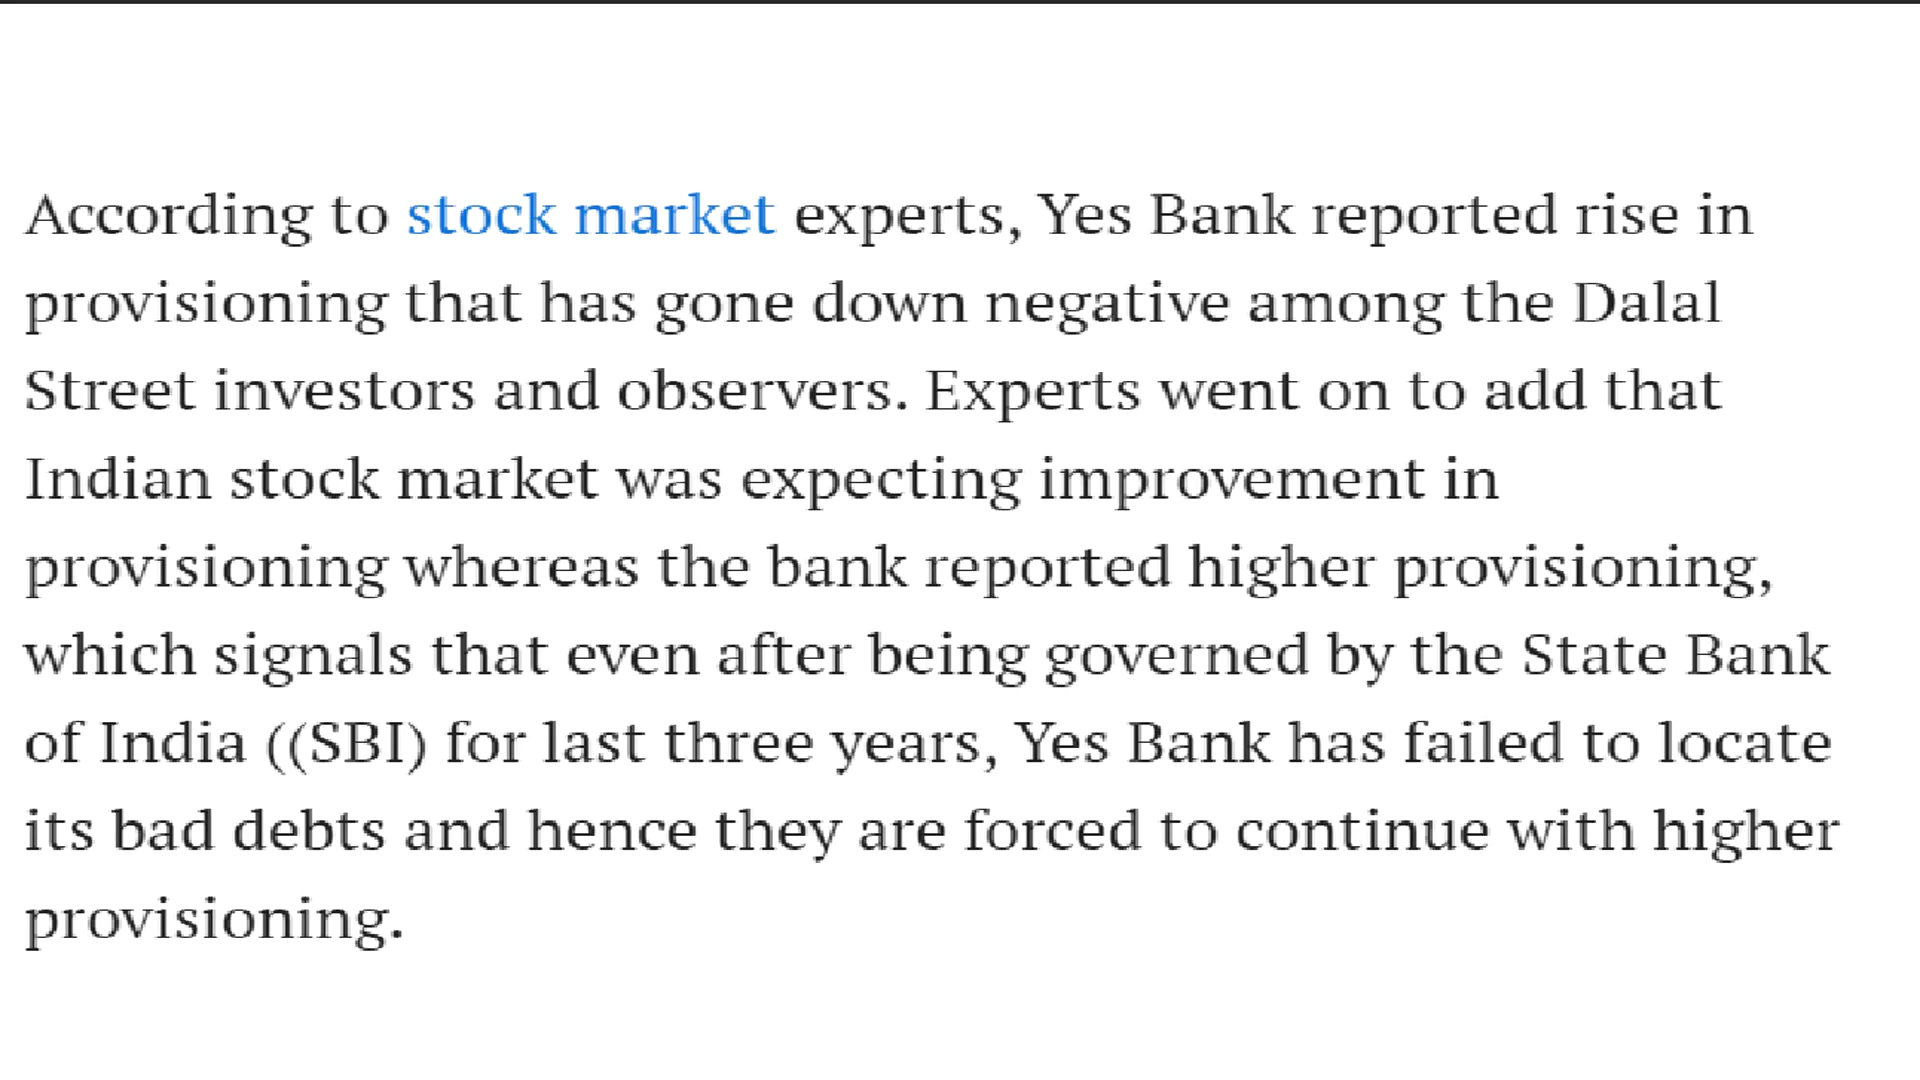 According to stock market experts, Yes Bank reported rise in
provisioning that has gone down negative among the Dalal
Street investors and observers. Experts went on to add that
Indian stock market was expecting improvement in
provisioning whereas the bank reported higher provisioning,
which signals that even after being governed by the State Bank
of India ((SBI) for last three years, Yes Bank has failed to locate
its bad debts and hence they are forced to continue with higher
provisioning.